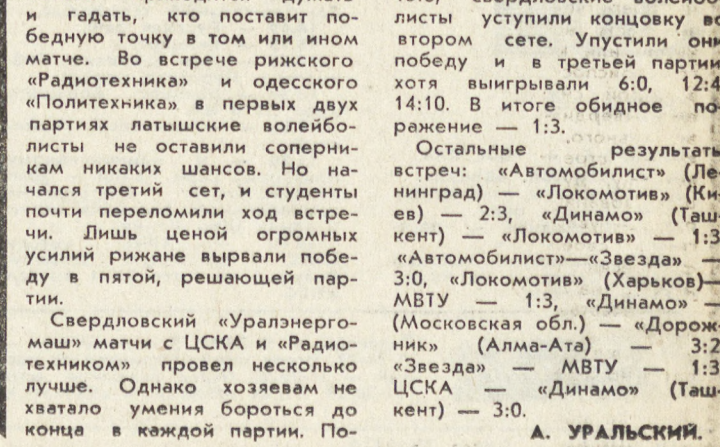 и гадать, кто поставит по-
бедную точку в том или ином
матче. Во встрече рижского
«Радиотехника» и одесского
«Политехника» в первых двух
партиях латышские волейбо-
листы не оставили соперни-
кам никаких шансов. Но на-
чался третий сет, и студенты
почти переломили ход встре-
чи. Лишь ценой огромных
усилий рижане вырвали побе-
ду в пятой, решающей пар-
тии.
Свердловский «Уралэнерго-
маш» матчи с ЦСКА и «Радио-
техником» провел несколько
лучше. Однако хозяевам не
хватало умения бороться до
конца в каждой партии. По-
листы уступили концовку во
втором сете. Упустили они
победу и в третьей партии
хотя выигрывали 6:0, 12:4
14:10. В итоге обидное по-
ражение — 1:3.
Остальные результаты
встреч: «Автомобилист» (Ле-
нинград) — «Локомотив» (Ки-
ев) — 2:3, «Динамо» (Таш-
кент) — «Локомотив» — 1:3
«Автомобилист»—«Звезда» —
3:0, «Локомотив» (Харьков)—
МВТУ — 1:3, «Динамо» —
(Московская обл.) — «Дорож-
ник» (Алма-Ата) — 3:2
«Звезда» — МВТУ — 1:3
ЦСКА — «Динамо» (Таш-
кент) — 3:0.
А. УРАЛЬСКИЙ.